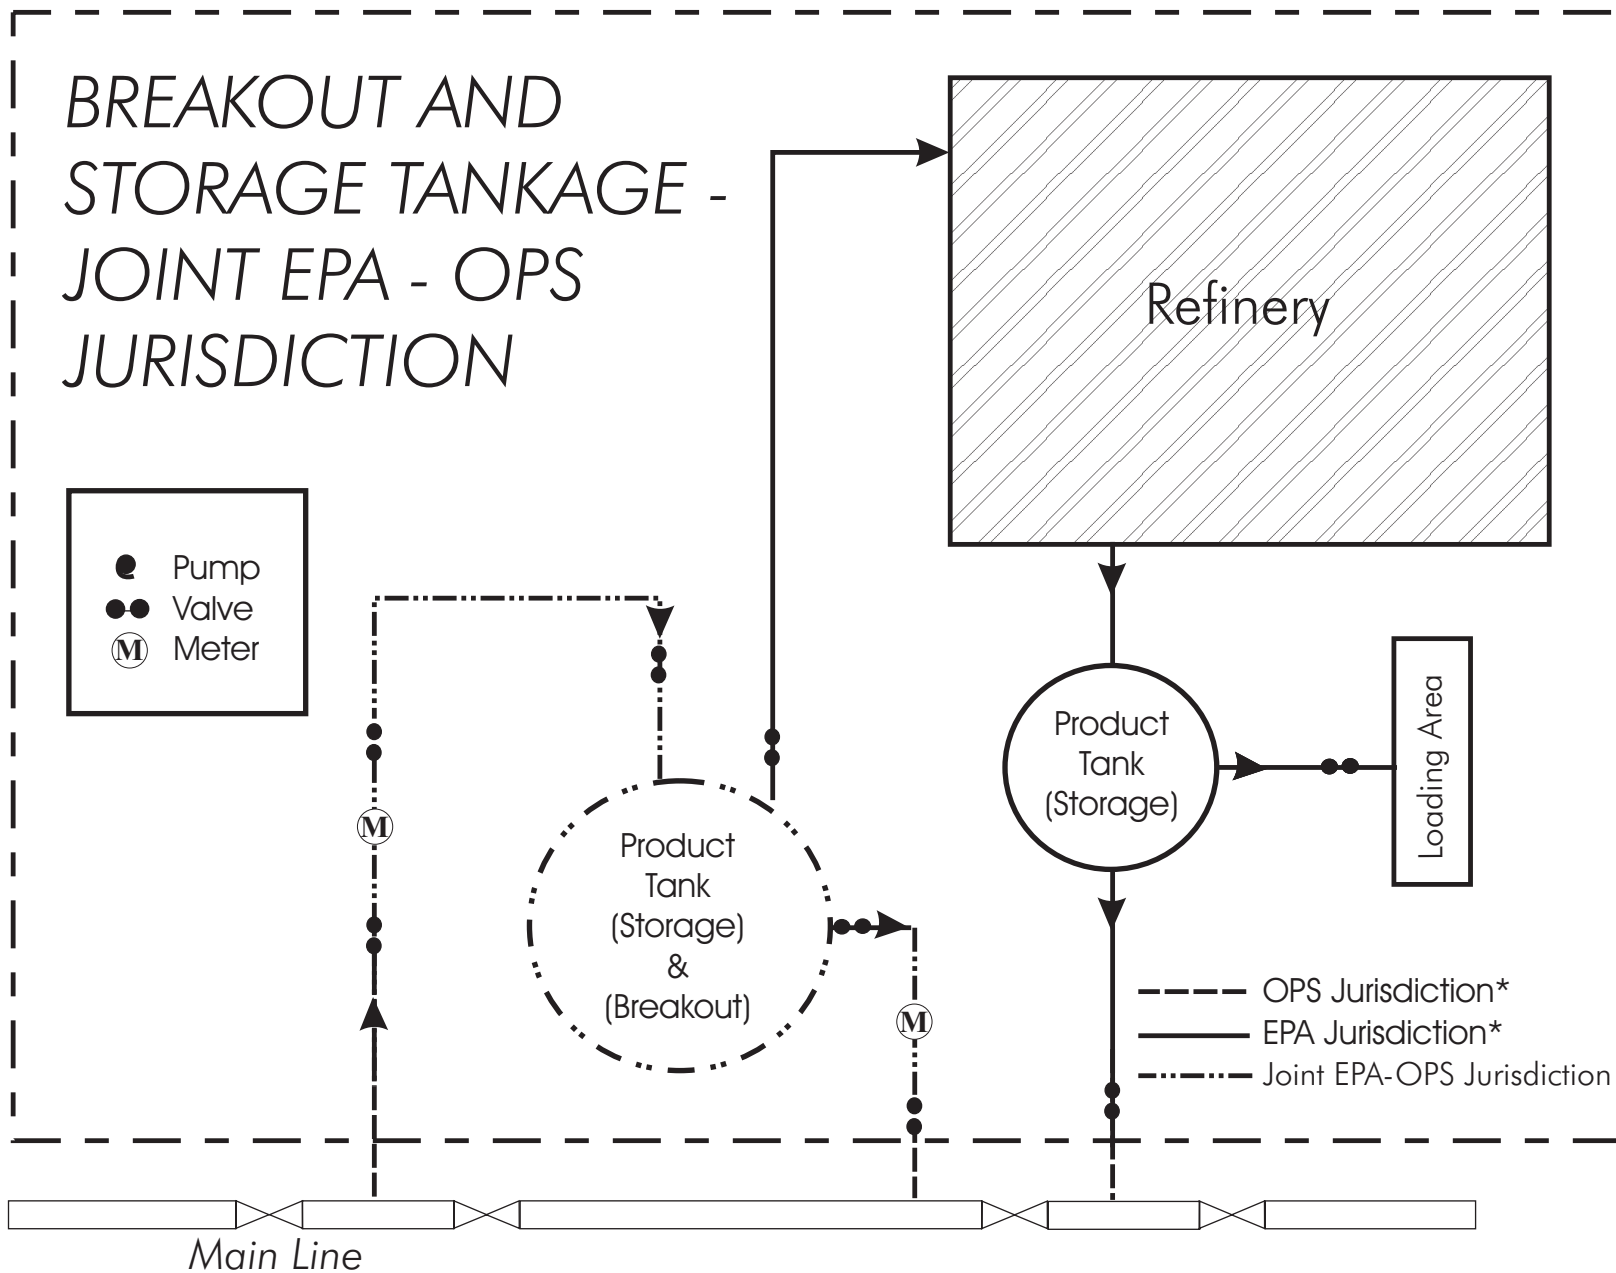 BREAKOUT AND
STORAGE TANKAGE -
JOINT EPA - OPS
JURISDICTION
Refinery
Pump
Valve
M Meter
Product
Tank
(Storage)
Loading Area
M
Product
Tank
(Storage)
&
(Breakout)
M
OPS Jurisdiction*
EPA Jurisdiction*
Joint EPA-OPS Jurisdiction
Main Line